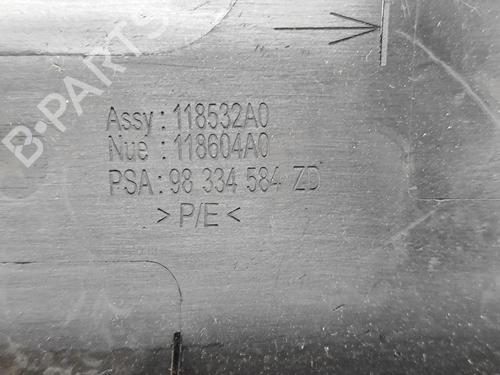 B-PARTS
Assy : 118532A0
Nue : 118604A0
PSA : 98 334 584 ZD
> P/E <